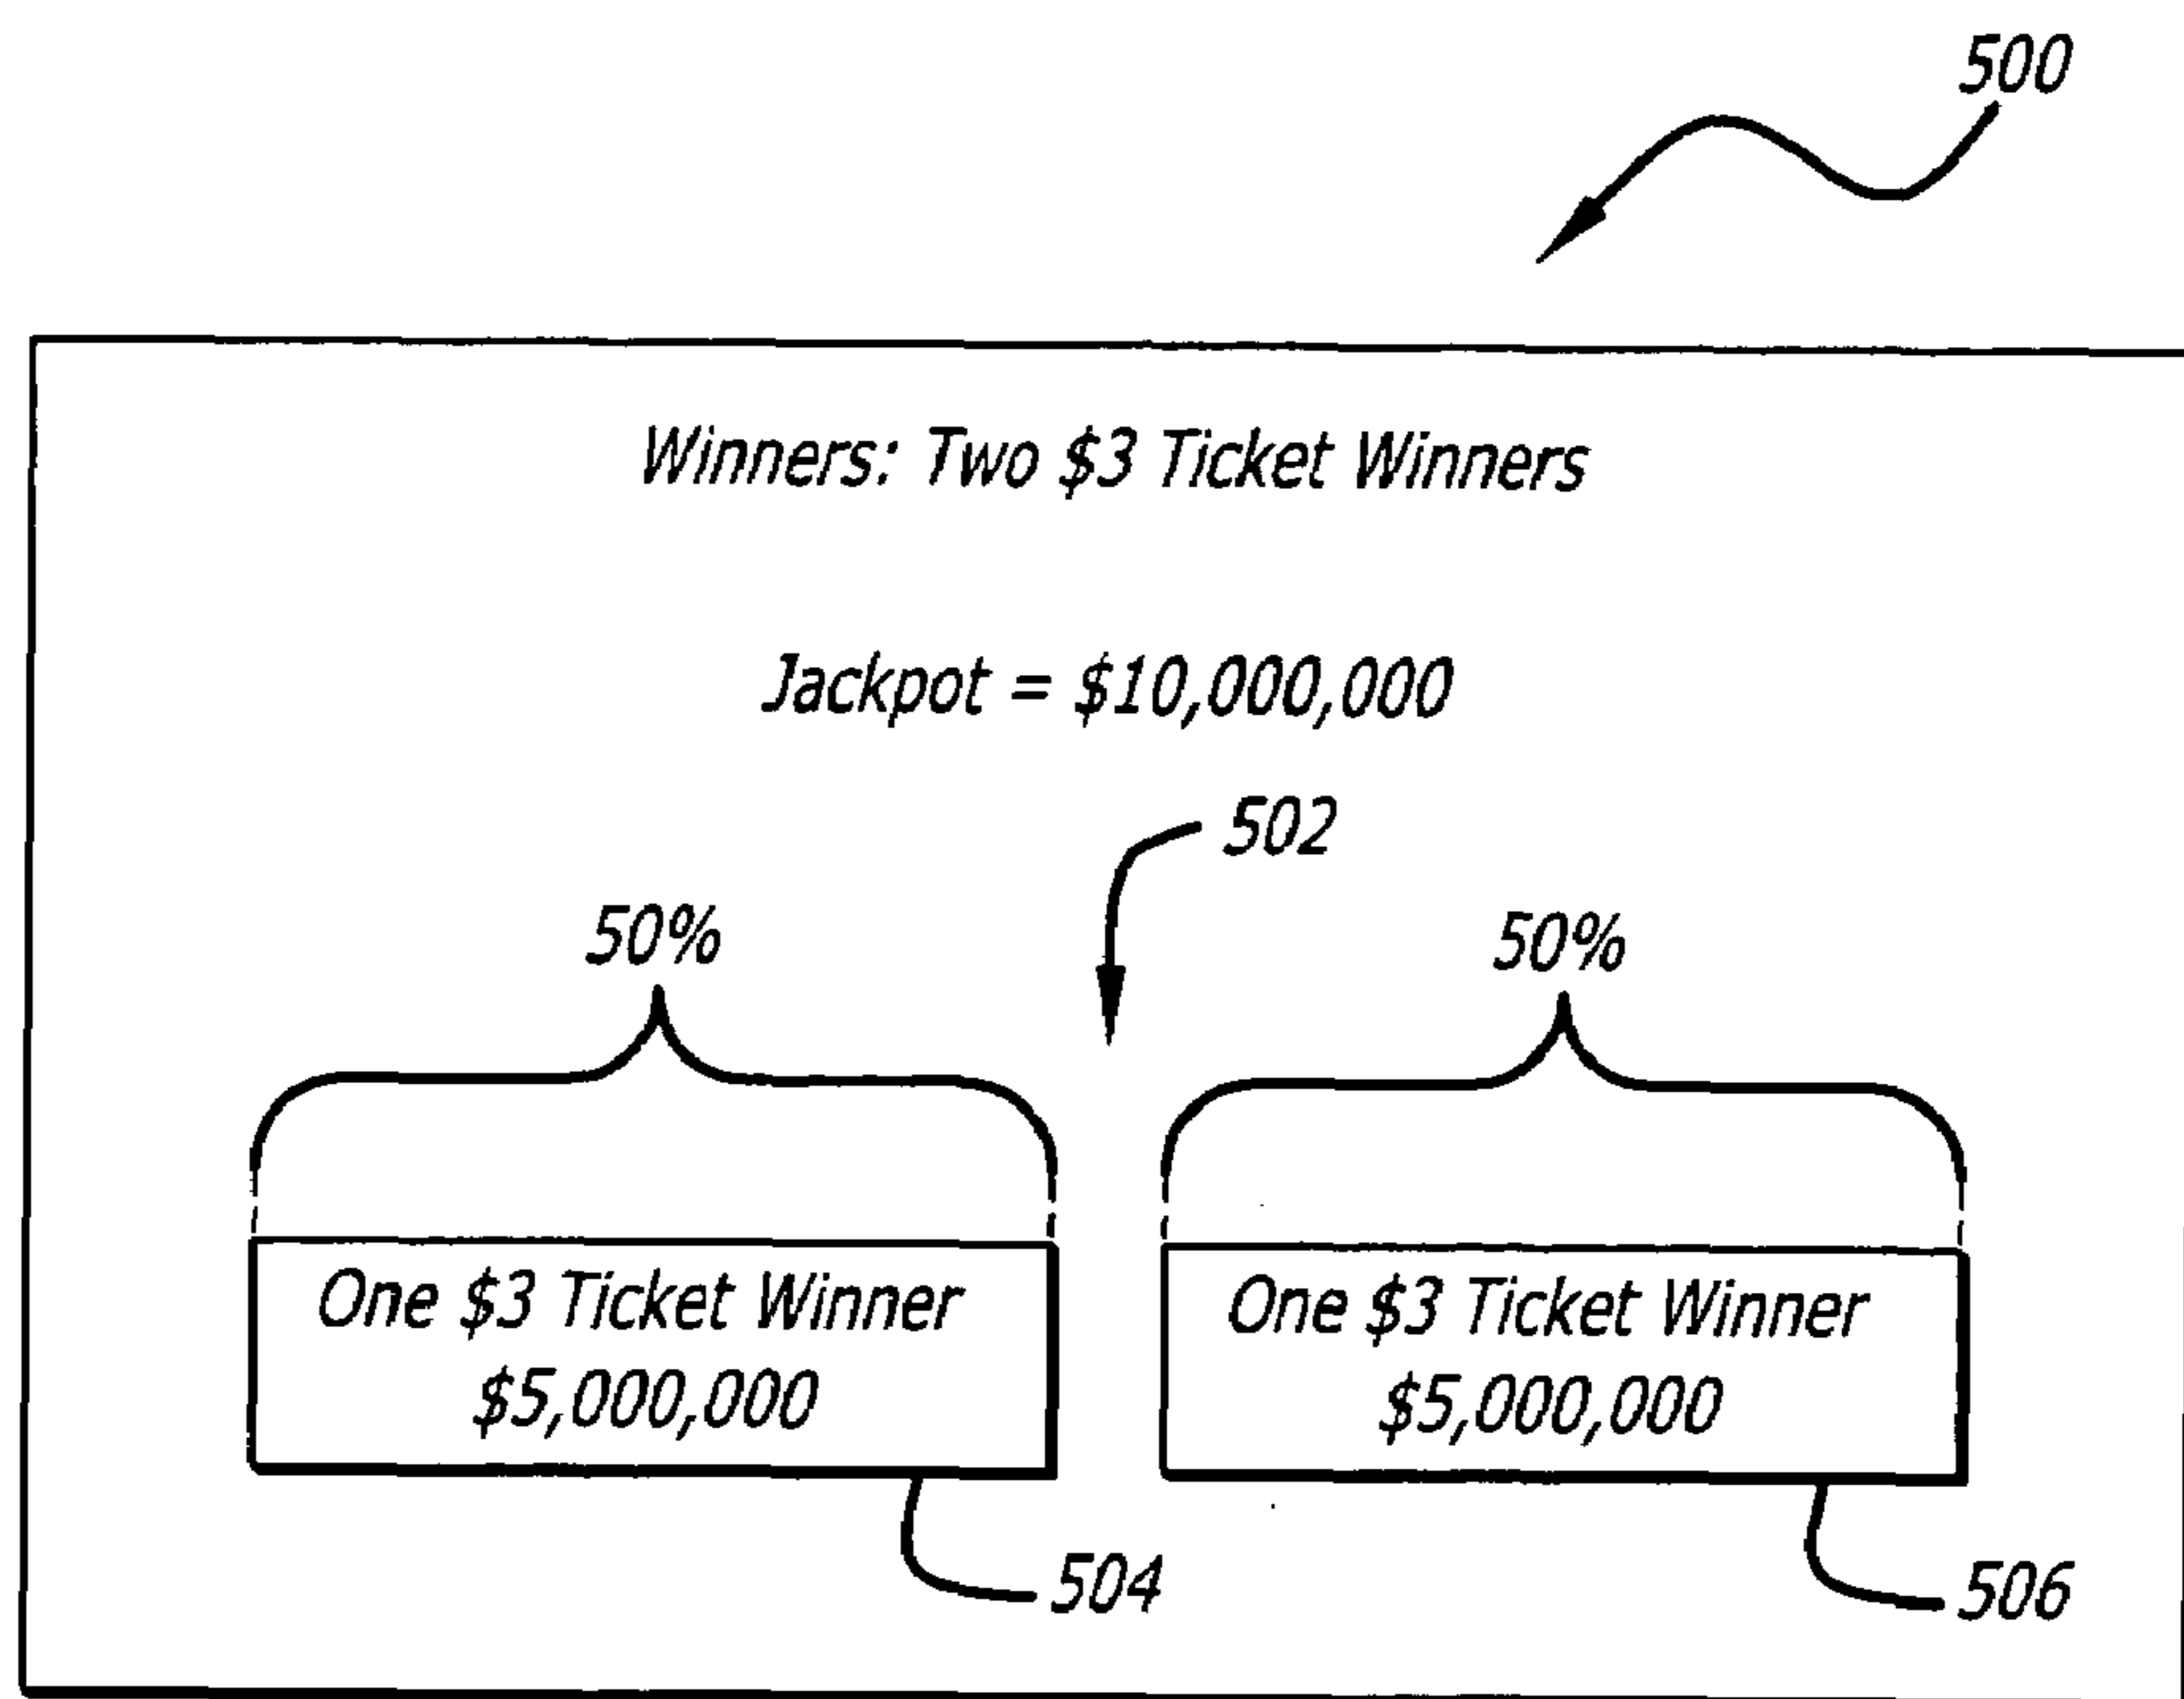 500
Winners: Two $3 Ticket Winners
Jackpot = $10,000,000
502
50%
50%
One $3 Ticket Winner
$5,000,000
One $3 Ticket Winner
$5,000,000
504
506